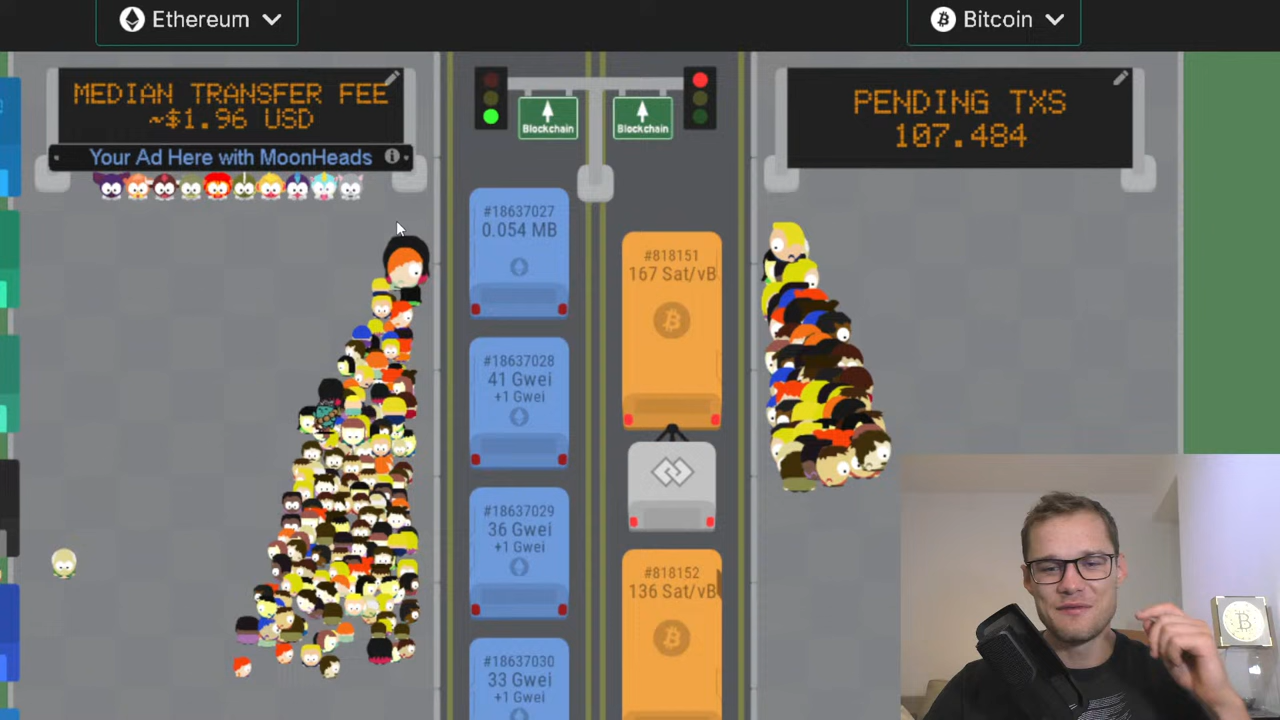 Ethereum
Bitcoin
MEDIAN TRANSFER FEE
~$1.96 USD
Your Ad Here with MoonHeads
Blockchain
Blockchain
PENDING TXS
107.484
#18637027
0.054 MB
#18637028
41 Gwei
+1 Gwei
#18637029
36 Gwei
+1 Gwei
#18637030
33 Gwei
+1 Gwei
#818151
167 Sat/vB
#818152
136 Sat/vB